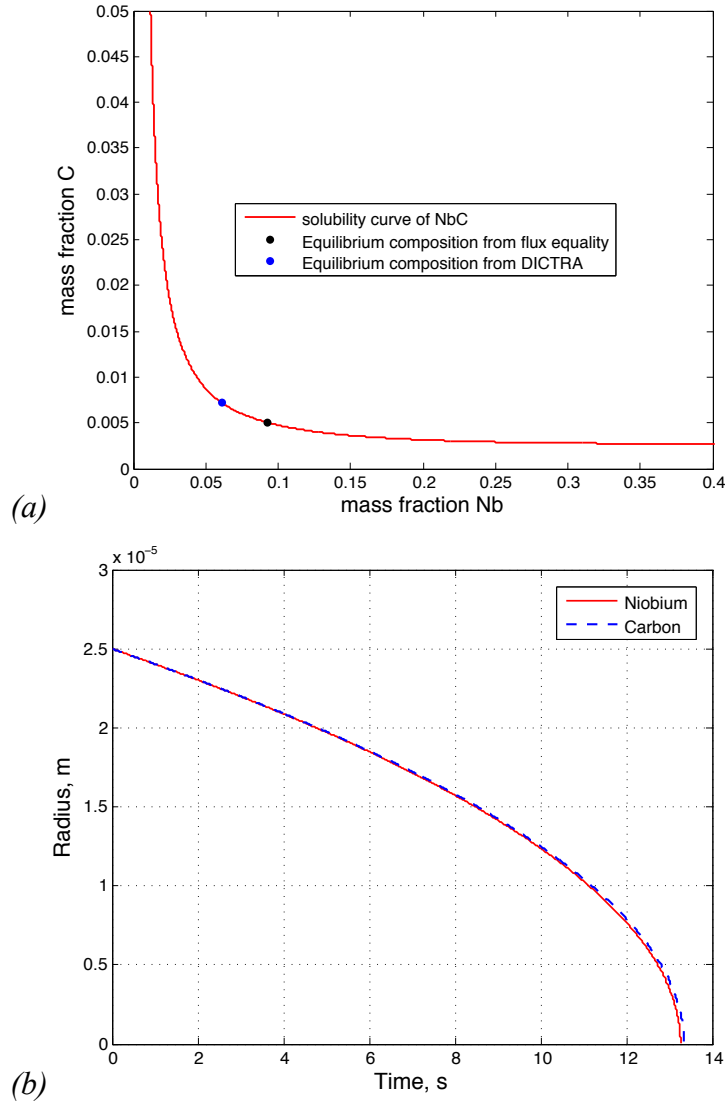 0.05
0.045
0.04
0.035
0.03
0.025
0.02
0.015
0.01
0.005
0
mass fraction C
solubility curve of NbC
Equilibrium composition from flux equality
Equilibrium composition from DICTRA
0 0.05 0.1 0.15 0.2 0.25 0.3 0.35 0.4
mass fraction Nb
(a)
x 10⁻⁵
3
2.5
2
1.5
1
0.5
0
Radius, m
Niobium
Carbon
0 2 4 6 8 10 12 14
Time, s
(b)